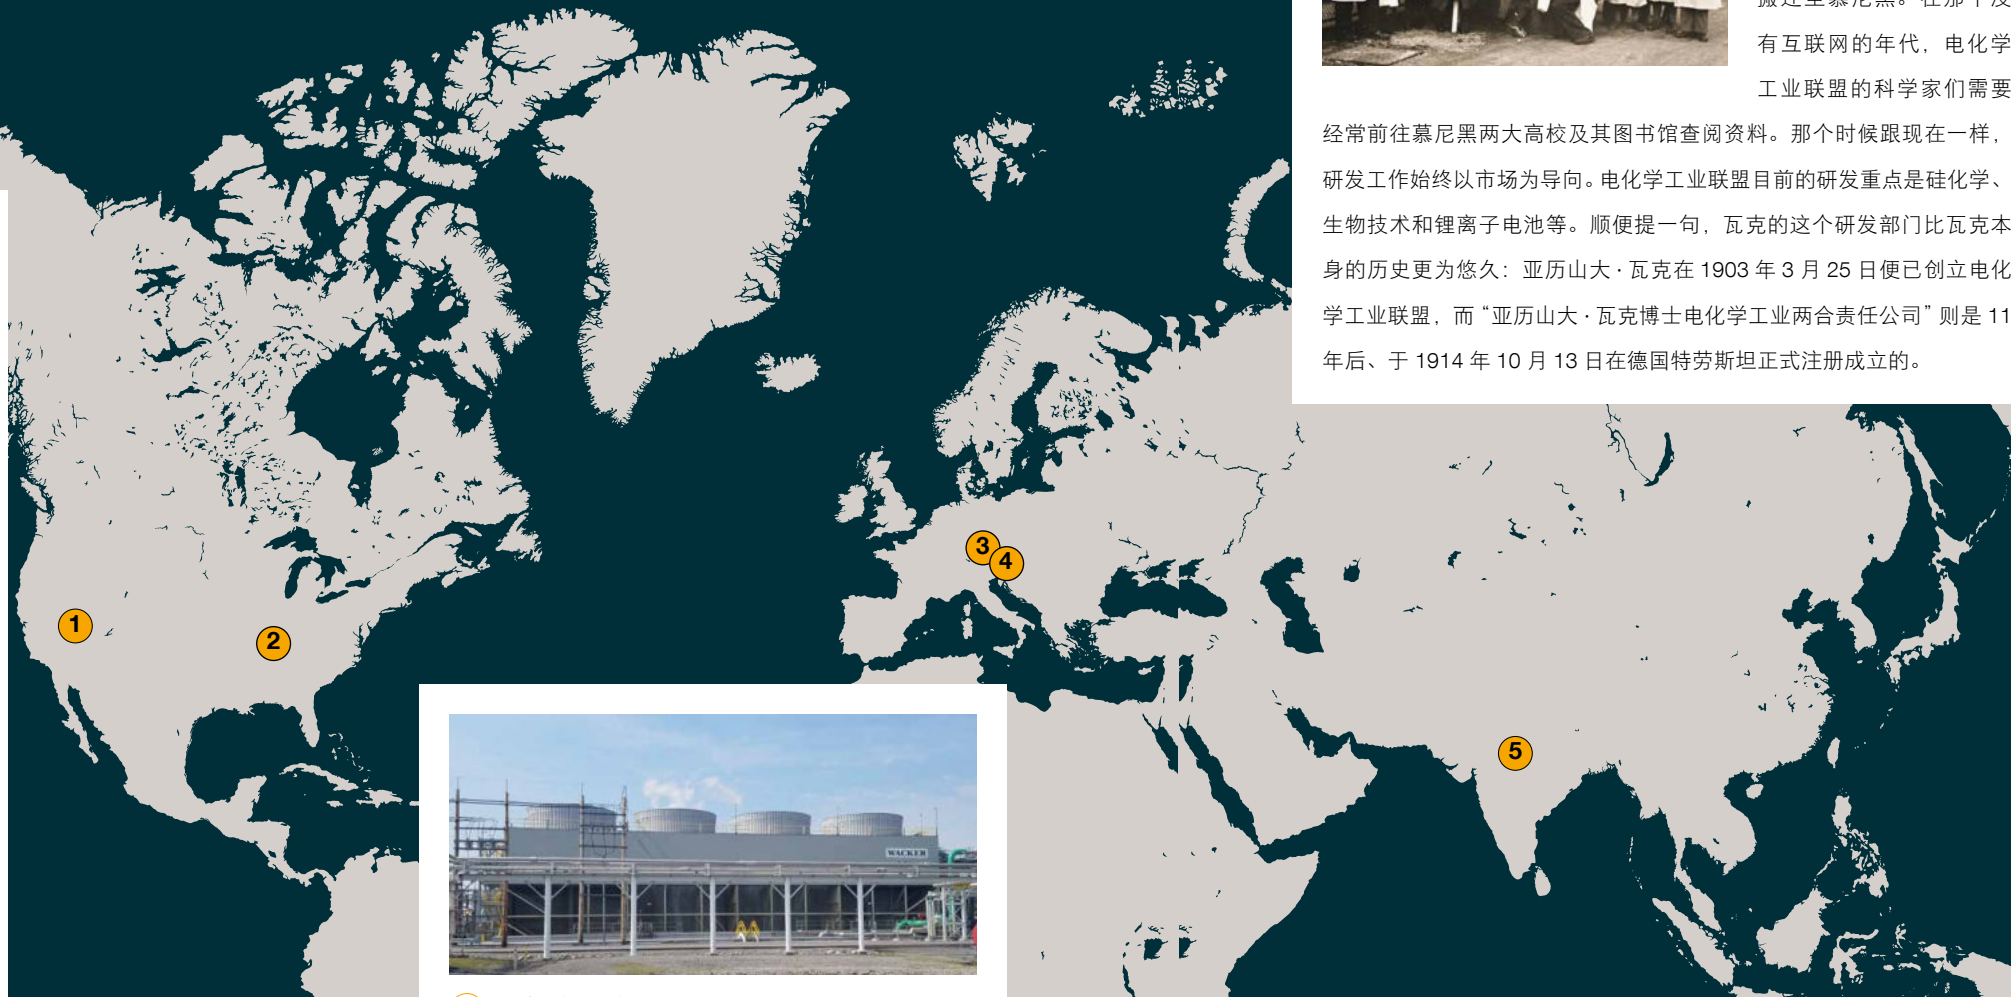 有互联网的年代，电化学
工业联盟的科学家们需要
经常前往慕尼黑两大高校及其图书馆查阅资料。那个时候跟现在一样，
研发工作始终以市场为导向。电化学工业联盟目前的研发重点是硅化学、
生物技术和锂离子电池等。顺便提一句，瓦克的这个研发部门比瓦克本
身的历史更为悠久：亚历山大·瓦克在 1903 年 3 月 25 日便已创立电化
学工业联盟，而“亚历山大·瓦克博士电化学工业两合责任公司”则是 11
年后、于 1914 年 10 月 13 日在德国特劳斯坦正式注册成立的。
3
4
1
2
5
WACKER